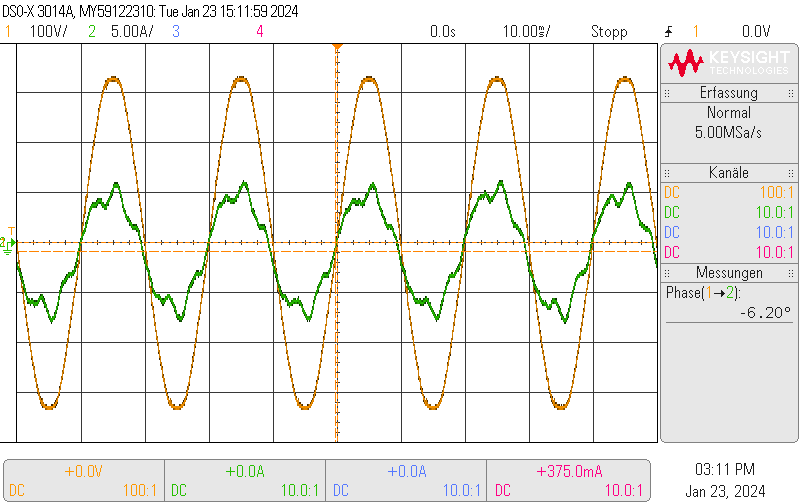 DSO-X 3014A, MY59122310: Tue Jan 23 15:11:59 2024
1 100V/ 2 5.00A/ 3 4 0.0s 10.00ms/ Stopp 1 0.0V
KEYSIGHT
TECHNOLOGIES
Erfassung
Normal
5.00MSa/s
Kanäle
DC 100:1
DC 10.0:1
DC 10.0:1
DC 10.0:1
Messungen
Phase(1→2):
-6.20°
T
2
+0.0V +0.0A +0.0A +375.0mA
DC 100:1 DC 10.0:1 DC 10.0:1 DC 10.0:1
03:11 PM
Jan 23, 2024